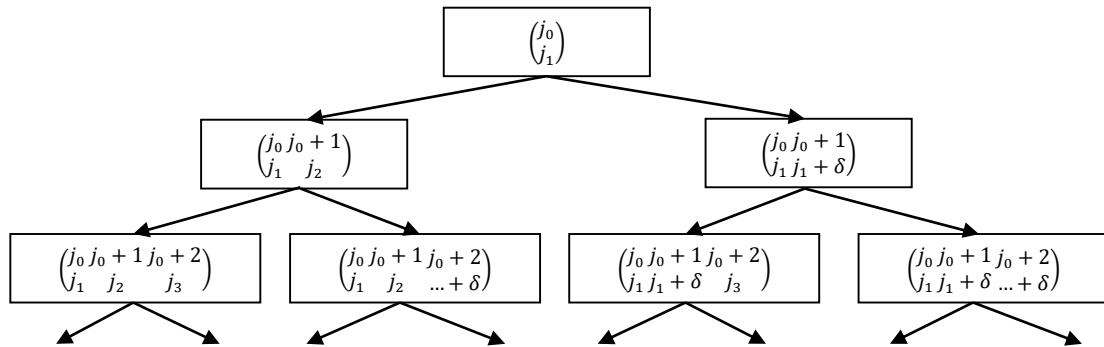 (j₀
j₁)
(j₀ j₀ + 1
j₁ j₂)
(j₀ j₀ + 1
j₁ j₁ + δ)
(j₀ j₀ + 1 j₀ + 2
j₁ j₂ j₃)
(j₀ j₀ + 1 j₀ + 2
j₁ j₂ … + δ)
(j₀ j₀ + 1 j₀ + 2
j₁ j₁ + δ j₃)
(j₀ j₀ + 1 j₀ + 2
j₁ j₁ + δ … + δ)